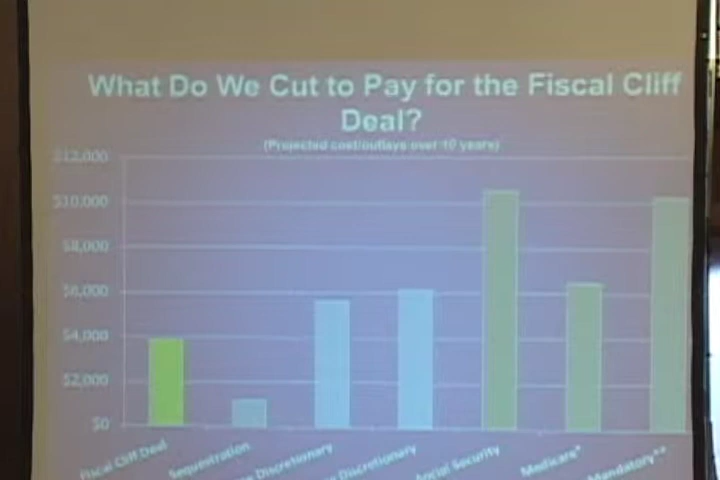 What Do We Cut to Pay for the Fiscal Cliff
Deal?
(Projected cost/outlays over 10 years)
$12,000
$10,000
$8,000
$6,000
$4,000
$2,000
$0
Fiscal Cliff Deal
Sequestration
Discretionary
Discretionary
Social Security
Medicare*
Mandatory**